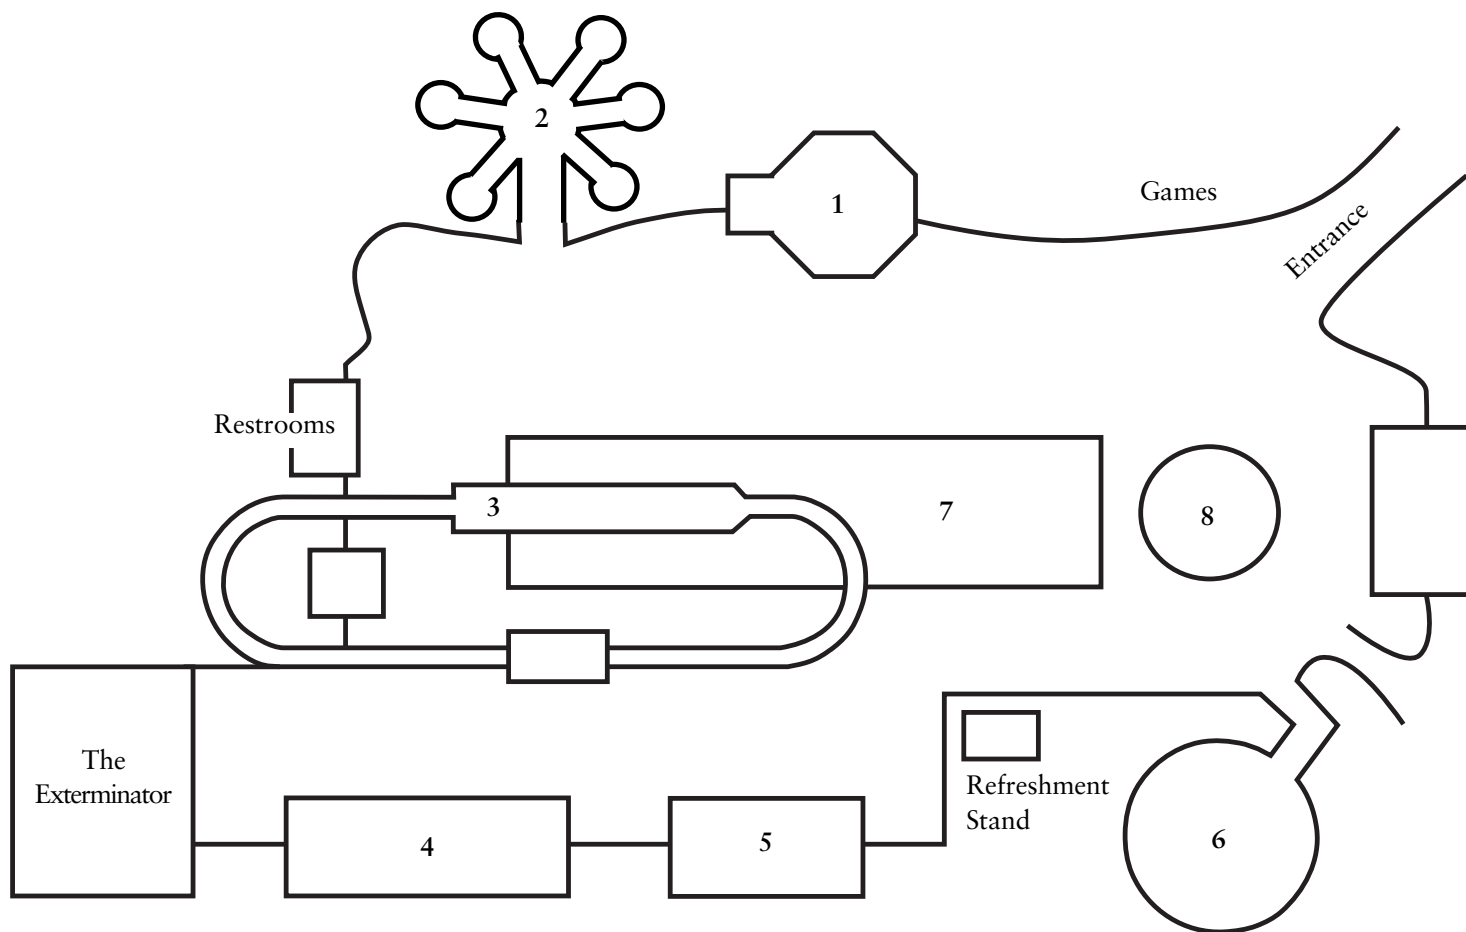 2
1
Games
Entrance
Restrooms
3
7
8
The
Exterminator
4
5
Refreshment
Stand
6